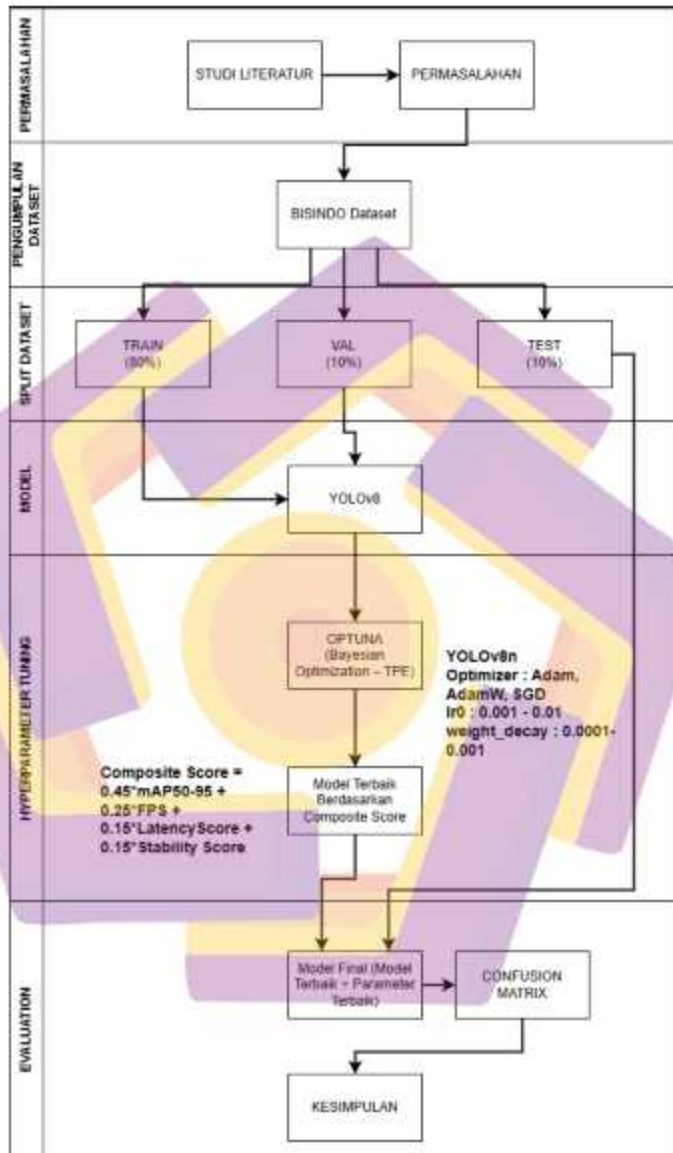 PERMASALAHAN
STUDI LITERATUR
PERMASALAHAN
PENGUMPULAN
DATASET
BISINDO Dataset
SPLIT DATASET
TRAIN
(80%)
VAL
(10%)
TEST
(10%)
MODEL
YOLOv8
HYPERPARAMETER TUNING
OPTUNA
(Bayesian
Optimization – TPE)
YOLOv8n
Optimizer : Adam,
AdamW, SGD
lr0 : 0.001 - 0.01
weight_decay : 0.0001-
0.001
Composite Score =
0.45*mAP50-95 +
0.25*FPS +
0.15*LatencyScore +
0.15*Stability Score
Model Terbaik
Berdasarkan
Composite Score
EVALUATION
Model Final (Model
Terbaik + Parameter
Terbaik)
CONFUSION
MATRIX
KESIMPULAN